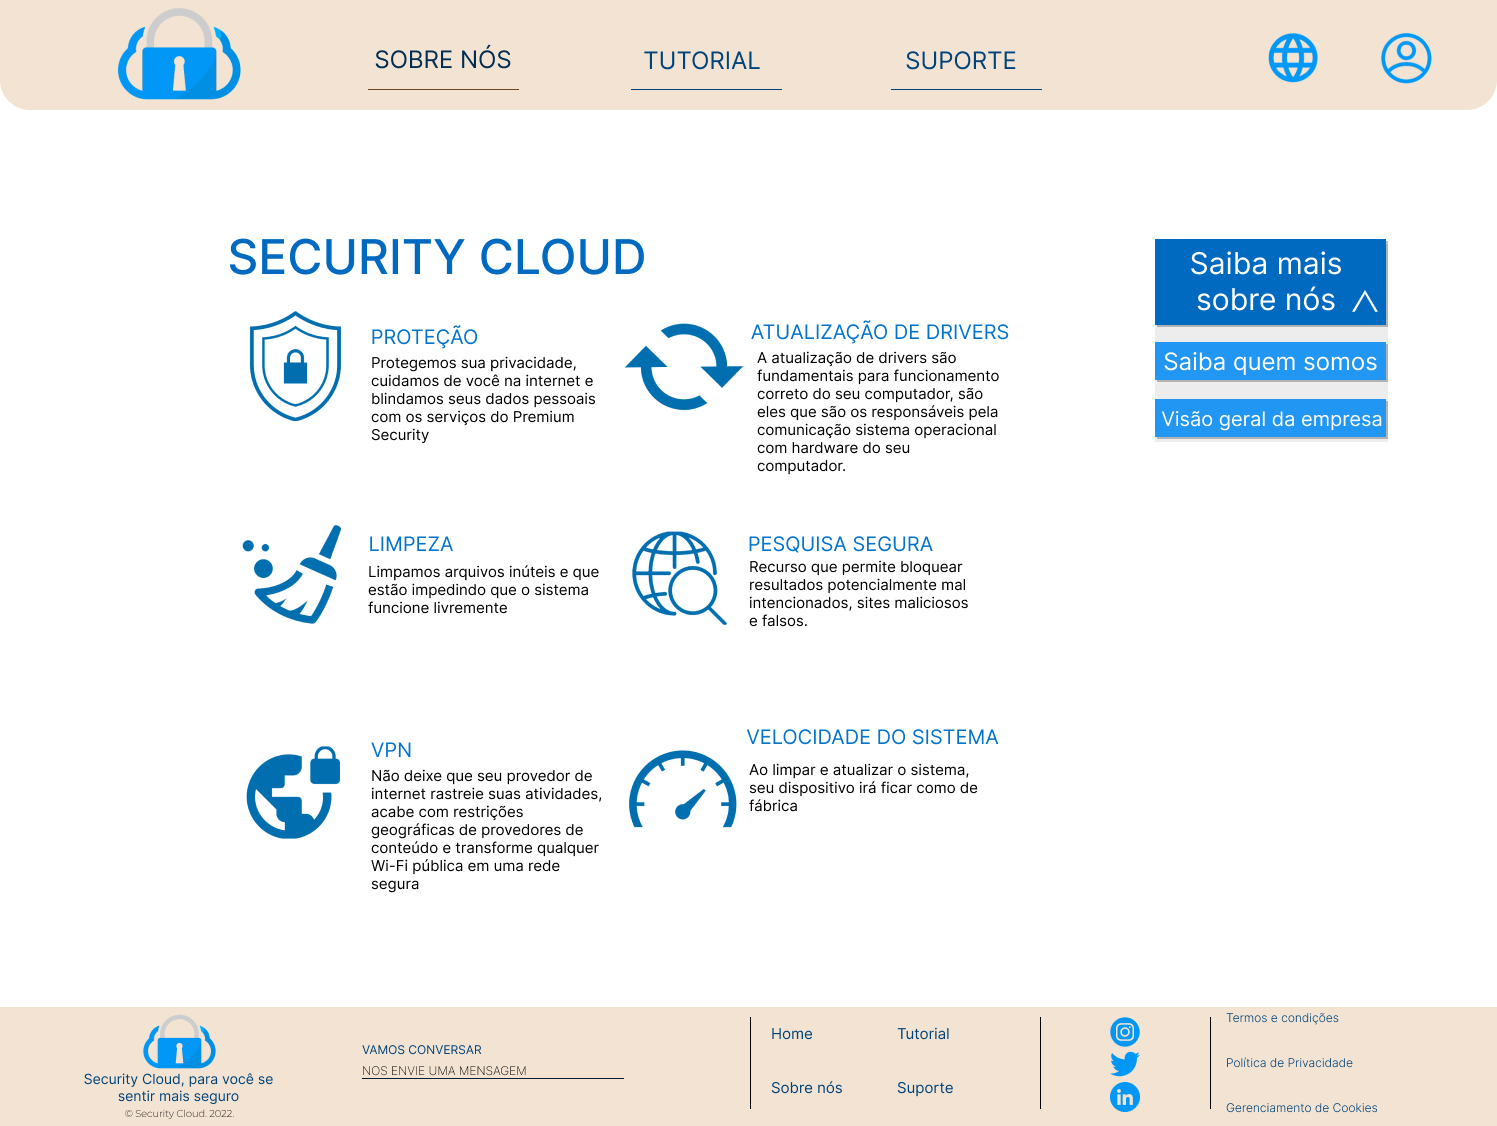 SOBRE NÓS
TUTORIAL
SUPORTE
SECURITY CLOUD
PROTEÇÃO
Protegemos sua privacidade,
cuidamos de você na internet e
blindamos seus dados pessoais
com os serviços do Premium
Security
ATUALIZAÇÃO DE DRIVERS
A atualização de drivers são
fundamentais para funcionamento
correto do seu computador, são
eles que são os responsáveis pela
comunicação sistema operacional
com hardware do seu
computador.
Saiba mais
sobre nós
Saiba quem somos
Visão geral da empresa
LIMPEZA
Limpamos arquivos inúteis e que
estão impedindo que o sistema
funcione livremente
PESQUISA SEGURA
Recurso que permite bloquear
resultados potencialmente mal
intencionados, sites maliciosos
e falsos.
VPN
Não deixe que seu provedor de
internet rastreie suas atividades,
acabe com restrições
geográficas de provedores de
conteúdo e transforme qualquer
Wi-Fi pública em uma rede
segura
VELOCIDADE DO SISTEMA
Ao limpar e atualizar o sistema,
seu dispositivo irá ficar como de
fábrica
Security Cloud, para você se
sentir mais seguro
© Security Cloud. 2022.
VAMOS CONVERSAR
NOS ENVIE UMA MENSAGEM
Home
Tutorial
Sobre nós
Suporte
in
Termos e condições
Política de Privacidade
Gerenciamento de Cookies